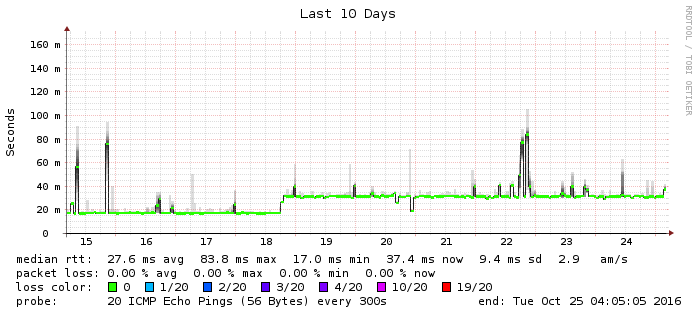 Last 10 Days
RRDTOOL / TOBI OETIKER
Seconds
160 m
140 m
120 m
100 m
80 m
60 m
40 m
20 m
0
15 16 17 18 19 20 21 22 23 24
median rtt: 27.6 ms avg 83.8 ms max 17.0 ms min 37.4 ms now 9.4 ms sd 2.9 am/s
packet loss: 0.00 % avg 0.00 % max 0.00 % min 0.00 % now
loss color: 0 1/20 2/20 3/20 4/20 10/20 19/20
probe: 20 ICMP Echo Pings (56 Bytes) every 300s end: Tue Oct 25 04:05:05 2016